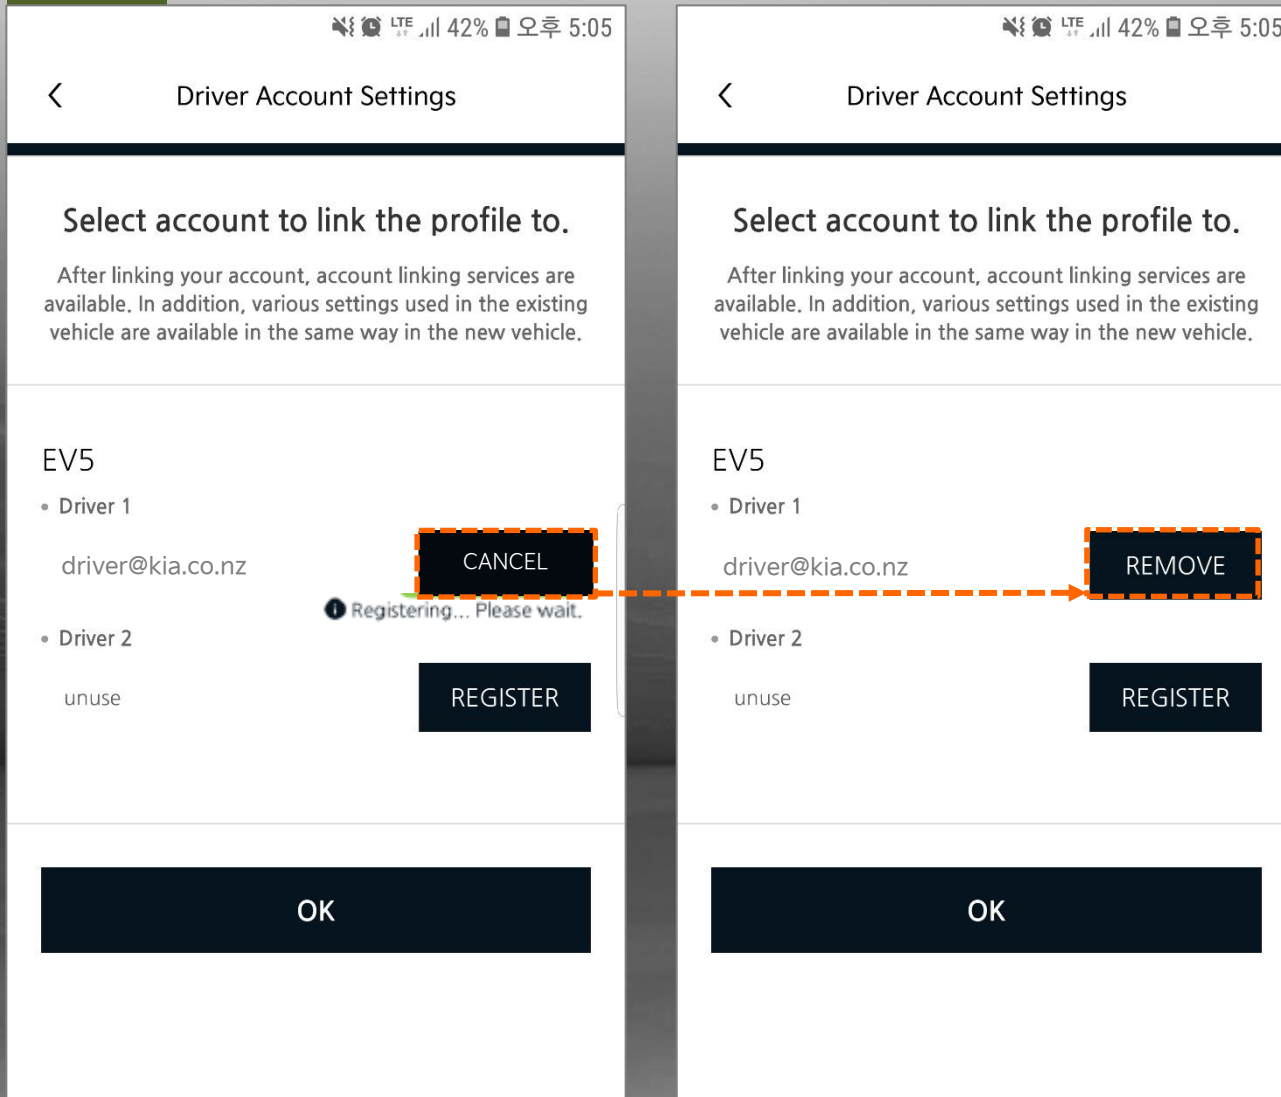 LTE 42% 오후 5:05
Driver Account Settings
Select account to link the profile to.
After linking your account, account linking services are
available. In addition, various settings used in the existing
vehicle are available in the same way in the new vehicle.
EV5
• Driver 1
driver@kia.co.nz CANCEL
Registering... Please wait.
• Driver 2
unuse REGISTER
OK
LTE 42% 오후 5:05
Driver Account Settings
Select account to link the profile to.
After linking your account, account linking services are
available. In addition, various settings used in the existing
vehicle are available in the same way in the new vehicle.
EV5
• Driver 1
driver@kia.co.nz REMOVE
• Driver 2
unuse REGISTER
OK